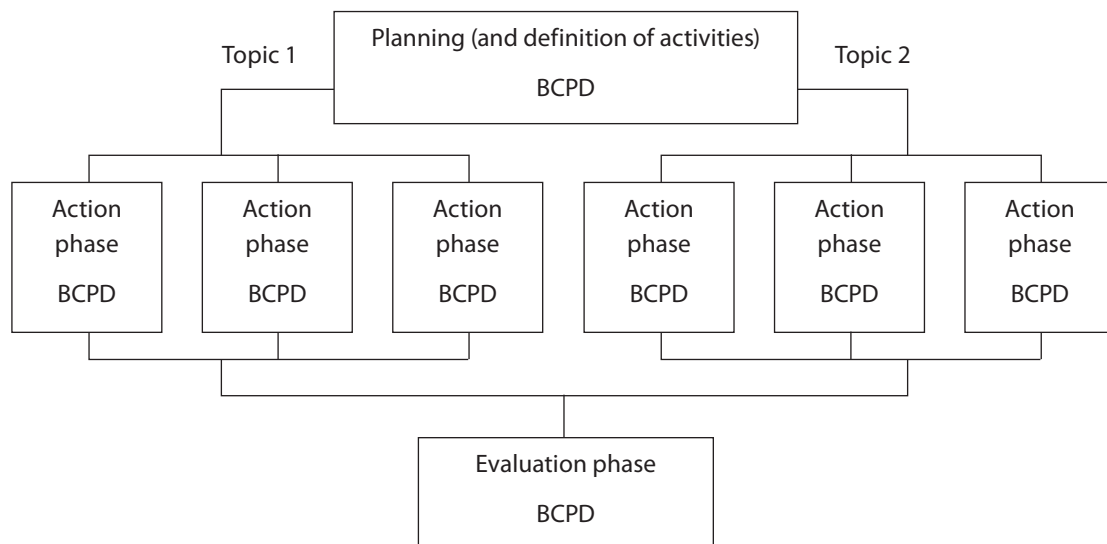 Planning (and definition of activities)
BCPD
Topic 1
Topic 2
Action
phase
BCPD
Action
phase
BCPD
Action
phase
BCPD
Action
phase
BCPD
Action
phase
BCPD
Action
phase
BCPD
Evaluation phase
BCPD